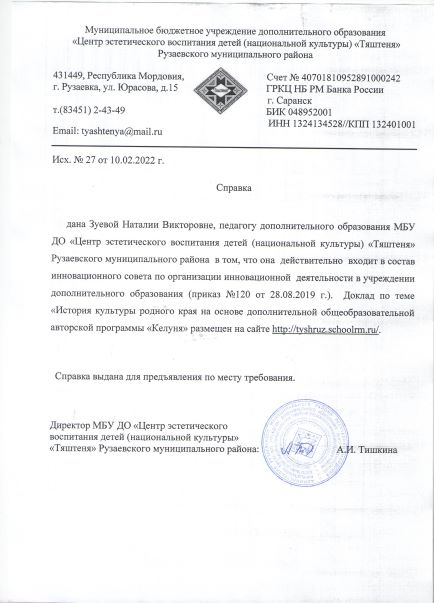 Муниципальное бюджетное учреждение дополнительного образования
«Центр эстетического воспитания детей (национальной культуры) «Тяштеня»
Рузаевского муниципального района
431449, Республика Мордовия,
г. Рузаевка, ул. Юрасова, д.15
т.(83451) 2-43-49
Email: tyashtenya@mail.ru
Счет № 40701810952891000242
ГРКЦ НБ РМ Банка России
г. Саранск
БИК 048952001
ИНН 1324134528//КПП 132401001
Исх. № 27 от 10.02.2022 г.
Справка
дана Зуевой Наталии Викторовне, педагогу дополнительного образования МБУ
ДО «Центр эстетического воспитания детей (национальной культуры) «Тяштеня»
Рузаевского муниципального района в том, что она действительно входит в состав
инновационного совета по организации инновационной деятельности в учреждении
дополнительного образования (приказ №120 от 28.08.2019 г.). Доклад по теме
«История культуры родного края на основе дополнительной общеобразовательной
авторской программы «Келуня» размещен на сайте http://tyshruz.schoolrm.ru/.
Справка выдана для предъявления по месту требования.
Директор МБУ ДО «Центр эстетического
воспитания детей (национальной культуры»
«Тяштеня» Рузаевского муниципального района: А.И. Тишкина